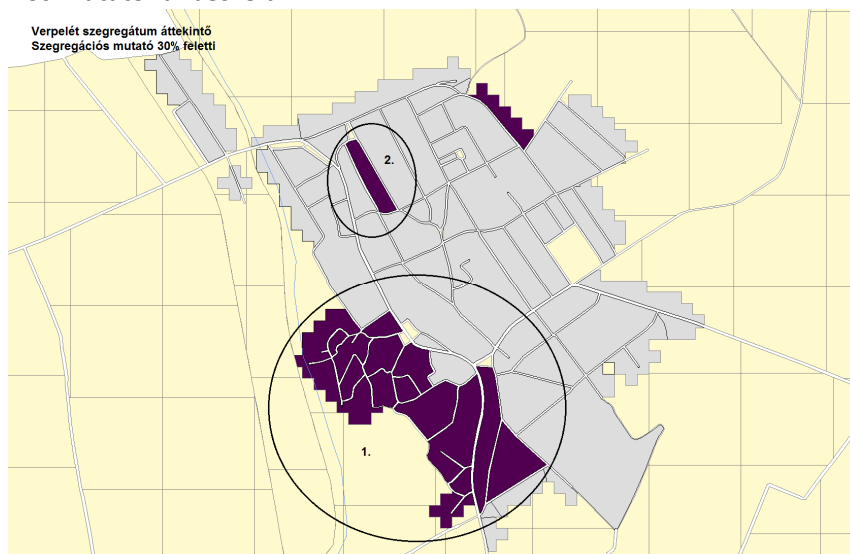 Verpelét szegregátum áttekintő
Szegregációs mutató 30% feletti
2.
1.